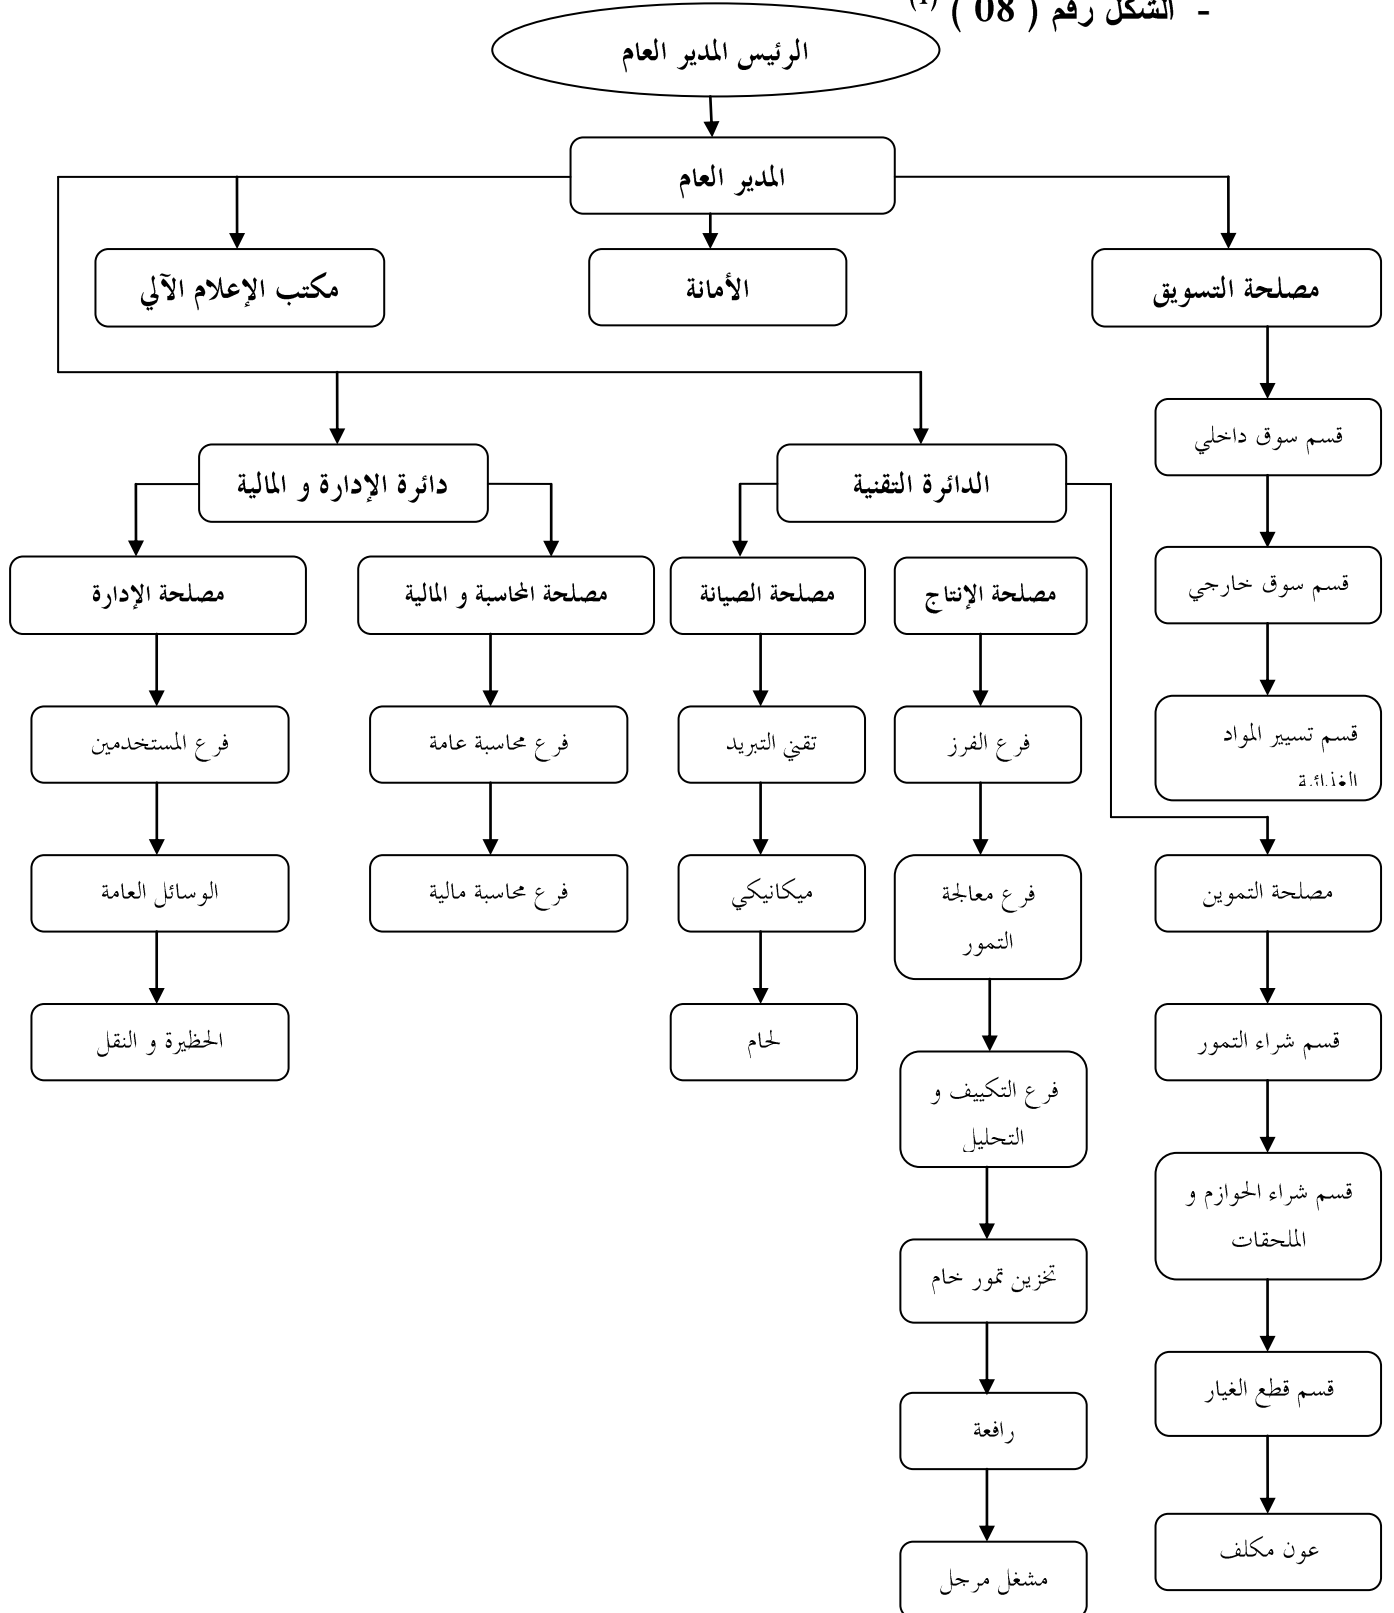 - الشكل رقم ( 08 ) (1)
الرئيس المدير العام
المدير العام
مصلحة التسويق
الأمانة
مكتب الإعلام الآلي
قسم سوق داخلي
الدائرة التقنية
دائرة الإدارة و المالية
قسم سوق خارجي
مصلحة الإنتاج
مصلحة الصيانة
مصلحة المحاسبة و المالية
مصلحة الإدارة
قسم تسيير المواد
الغذائية
فرع الفرز
تقني التبريد
فرع محاسبة عامة
فرع المستخدمين
مصلحة التموين
فرع معالجة
التمور
ميكانيكي
فرع محاسبة مالية
الوسائل العامة
قسم شراء التمور
لحام
الحظيرة و النقل
فرع التكييف و
التحليل
قسم شراء الحوازم و
الملحقات
تخزين تمور خام
قسم قطع الغيار
رافعة
عون مكلف
مشغل مرجل